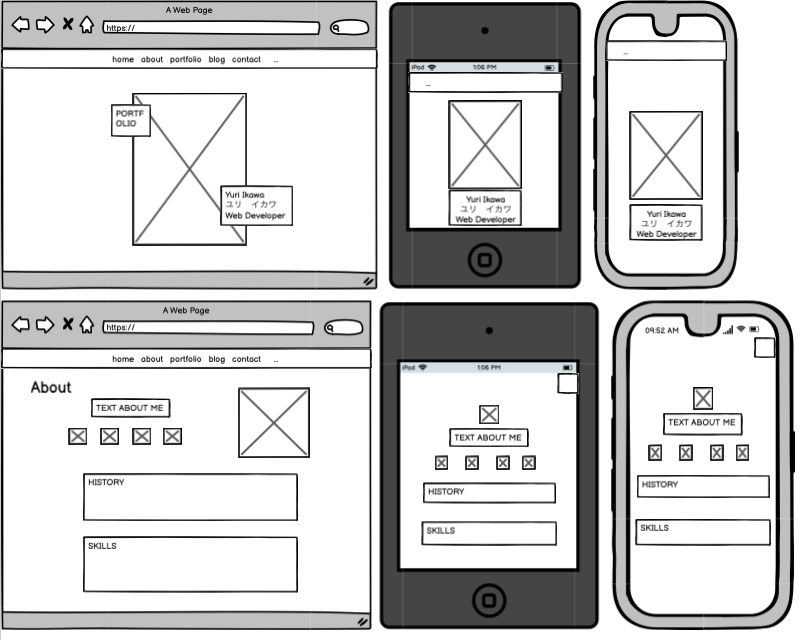 A Web Page
https://
home about portfolio blog contact ..
PORTF
OLIO
Yuri Ikawa
ユリ　イカワ
Web Developer
iPod
1:06 PM
..
Yuri Ikawa
ユリ　イカワ
Web Developer
..
Yuri Ikawa
ユリ　イカワ
Web Developer
A Web Page
https://
home about portfolio blog contact ..
About
TEXT ABOUT ME
HISTORY
SKILLS
iPod
1:06 PM
TEXT ABOUT ME
HISTORY
SKILLS
09:52 AM
TEXT ABOUT ME
HISTORY
SKILLS